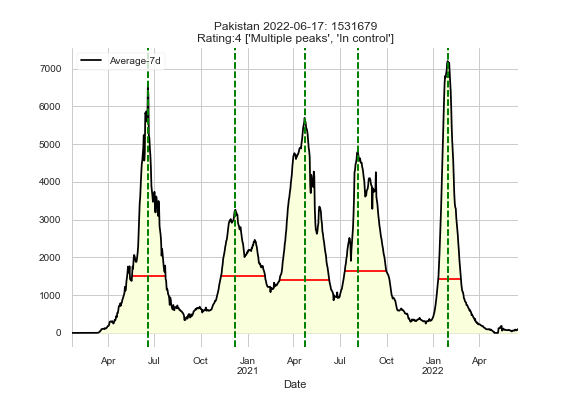 Pakistan 2022-06-17: 1531679
Rating:4 ['Multiple peaks', 'In control']
Average-7d
7000
6000
5000
4000
3000
2000
1000
0
Apr Jul Oct Jan Apr Jul Oct Jan Apr
2021 2022
Date